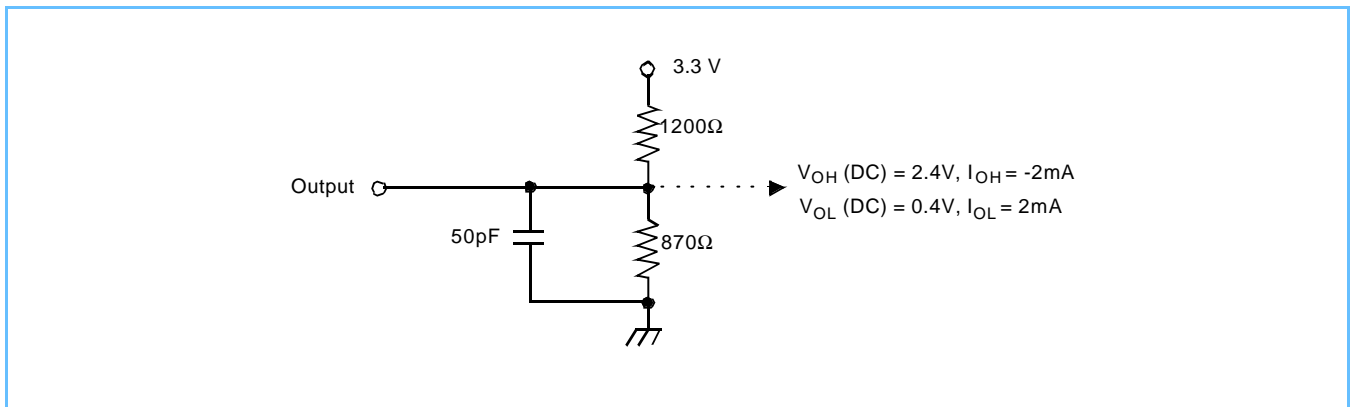 3.3 V
1200Ω
Output
V_OH (DC) = 2.4V, I_OH = -2mA
V_OL (DC) = 0.4V, I_OL = 2mA
50pF
870Ω